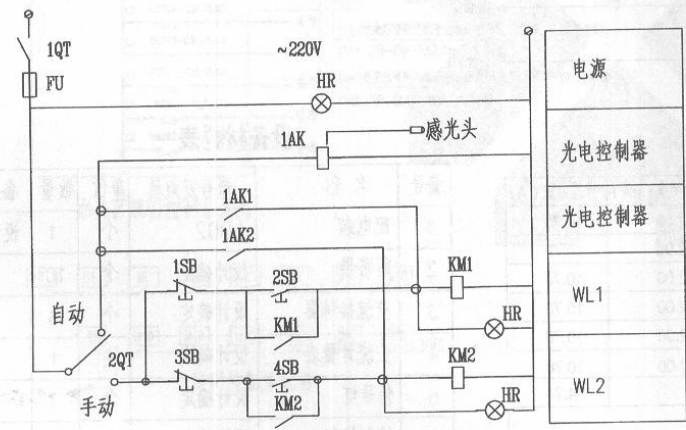 1QT
~220V
FU
HR
电源
1AK
感光头
光电控制器
1AK1
光电控制器
1AK2
1SB
2SB
KM1
WL1
自动
KM1
HR
2QT
3SB
4SB
KM2
手动
KM2
HR
WL2